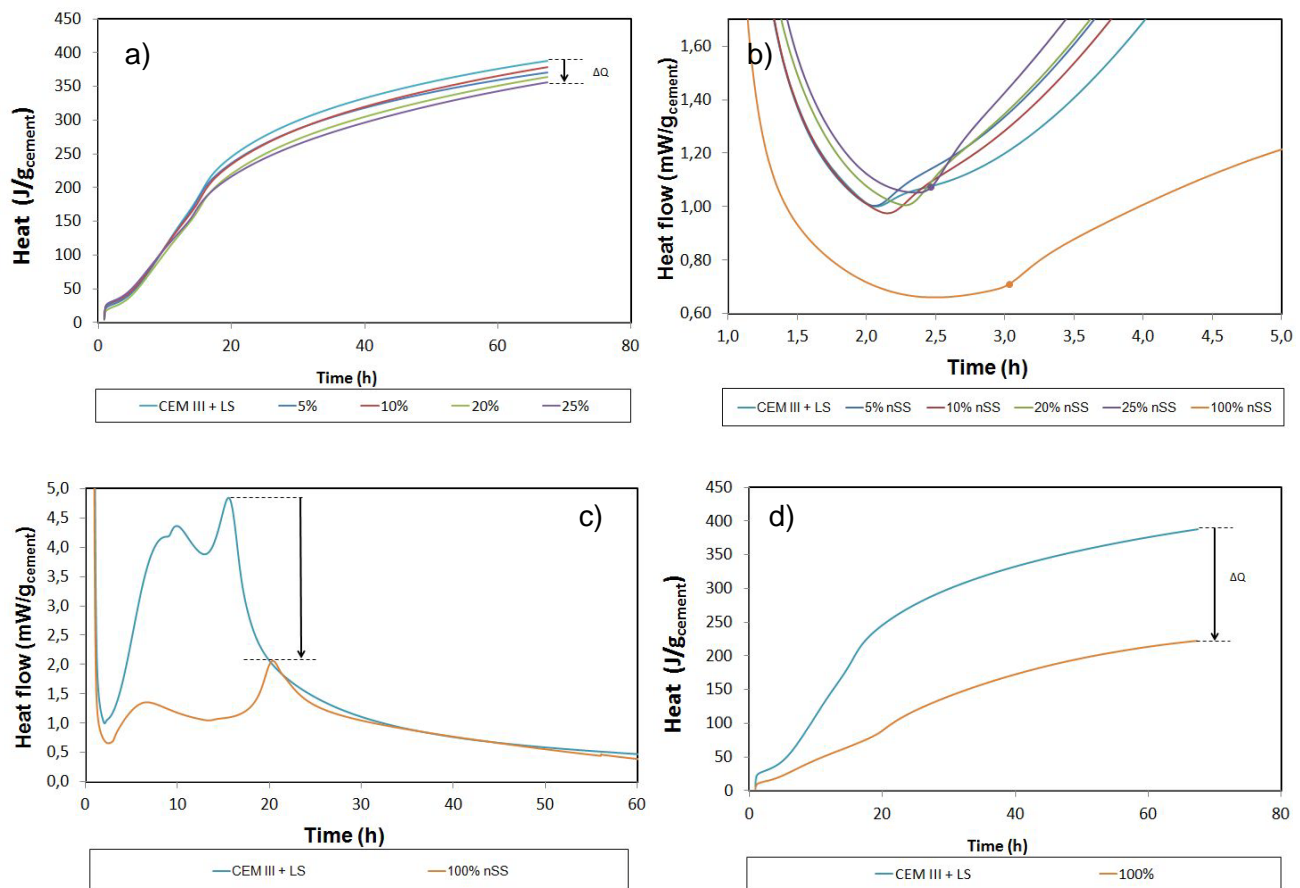 a)
Heat (J/gcement)
450
400
350
300
250
200
150
100
50
0
ΔQ
0 20 40 60 80
Time (h)
CEM III + LS 5% 10% 20% 25%
b)
Heat flow (mW/gcement)
1,60
1,40
1,20
1,00
0,80
0,60
1,0 1,5 2,0 2,5 3,0 3,5 4,0 4,5 5,0
Time (h)
CEM III + LS 5% nSS 10% nSS 20% nSS 25% nSS 100% nSS
c)
Heat flow (mW/gcement)
5,0
4,5
4,0
3,5
3,0
2,5
2,0
1,5
1,0
0,5
0,0
0 10 20 30 40 50 60
Time (h)
CEM III + LS 100% nSS
d)
Heat (J/gcement)
450
400
350
300
250
200
150
100
50
0
ΔQ
0 20 40 60 80
Time (h)
CEM III + LS 100%